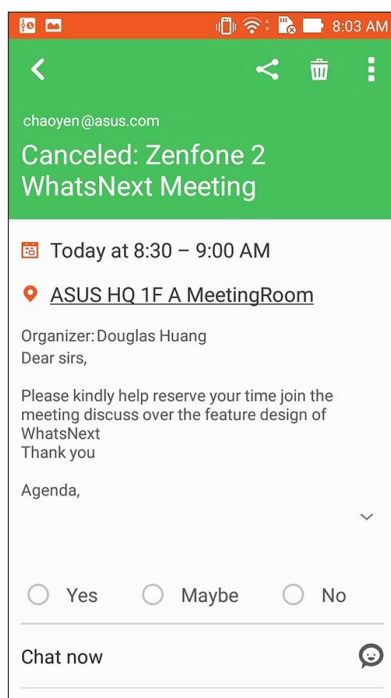 8:03 AM
chaoyen@asus.com
Canceled: Zenfone 2
WhatsNext Meeting
Today at 8:30 – 9:00 AM
ASUS HQ 1F A MeetingRoom
Organizer: Douglas Huang
Dear sirs,
Please kindly help reserve your time join the
meeting discuss over the feature design of
WhatsNext
Thank you
Agenda,
Yes Maybe No
Chat now